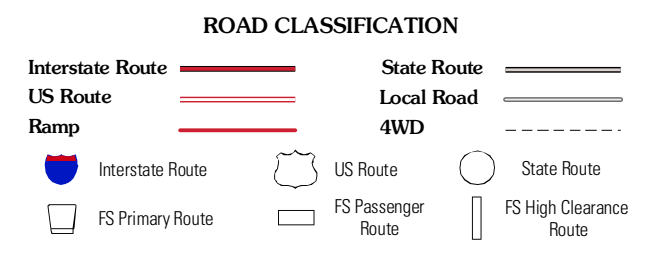 ROAD CLASSIFICATION
Interstate Route
State Route
US Route
Local Road
Ramp
4WD
Interstate Route
US Route
State Route
FS Primary Route
FS Passenger
Route
FS High Clearance
Route